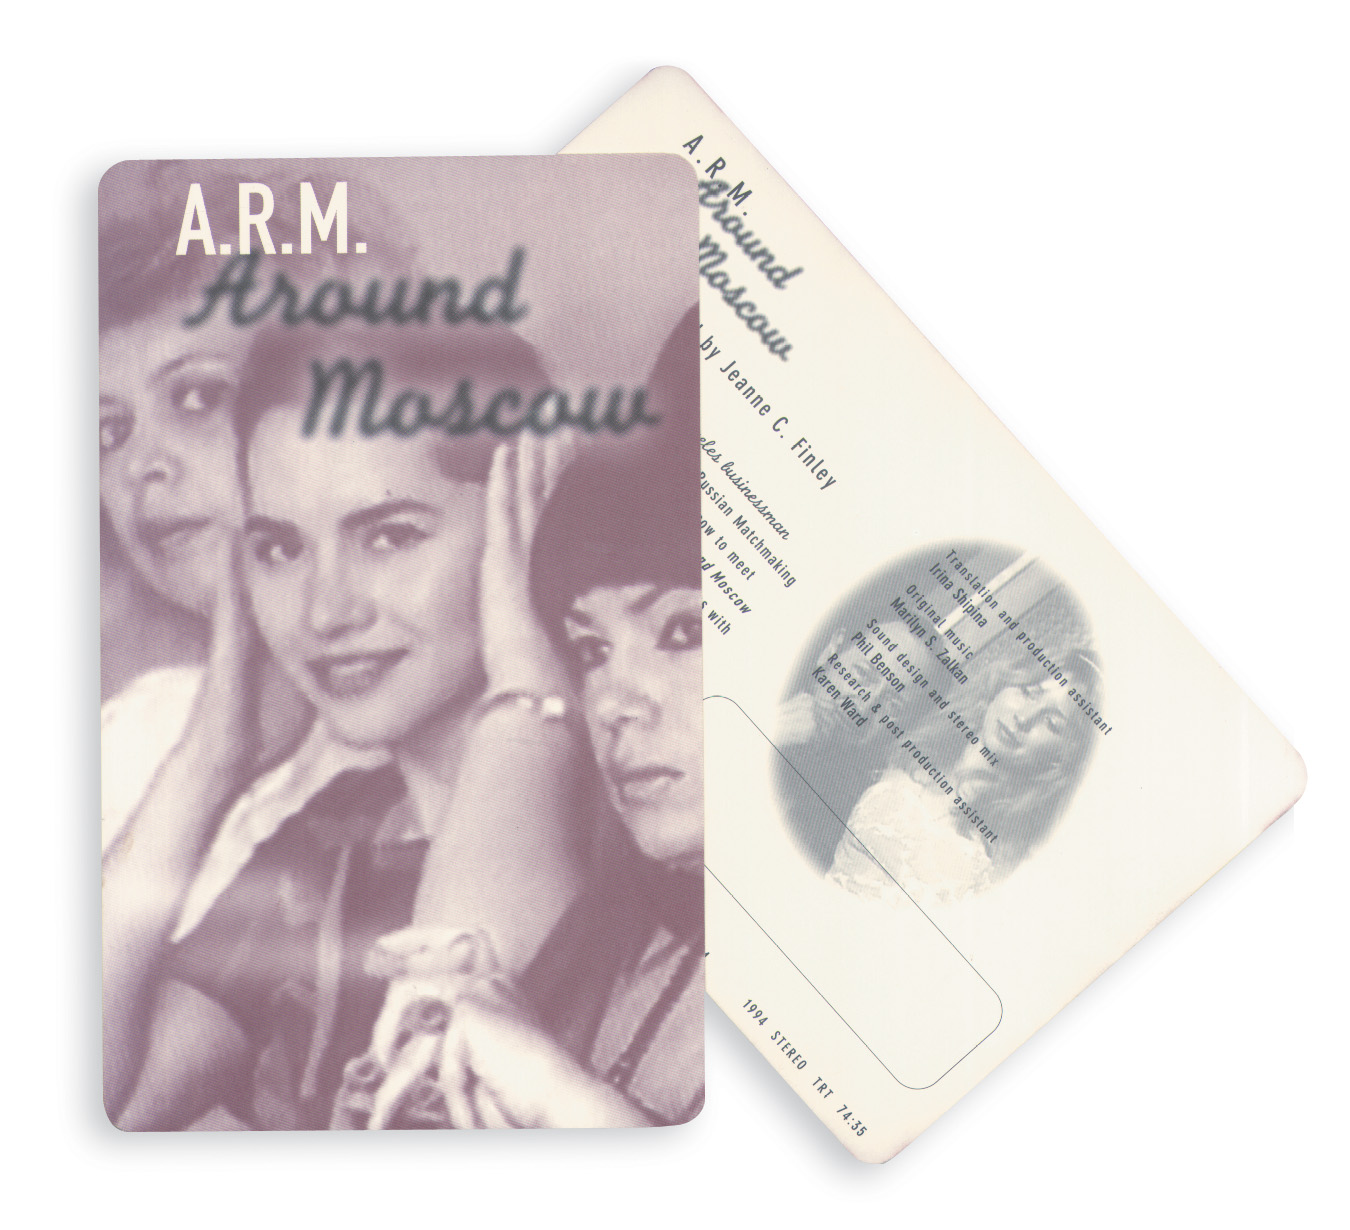 A.R.M.
Around
Moscow
A.R.M.
Around
Moscow
by Jeanne C. Finley
businessman
Russian Matchmaking
to meet
Moscow
with
Translation and production assistant
Irina Shipina
Original music
Marilyn S. Zalkan
Sound design and stereo mix
Phil Benson
Research & post production assistant
Karen Ward
1994 STEREO TRT 74:35